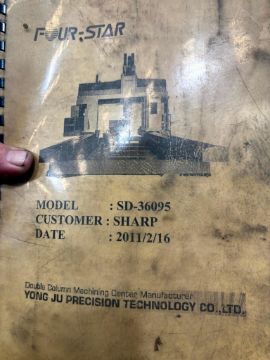 FOUR-STAR
MODEL : SD-36095
CUSTOMER : SHARP
DATE : 2011/2/16
Double Column Machining Center Manufacturer
YONG JU PRECISION TECHNOLOGY CO.,LTD.